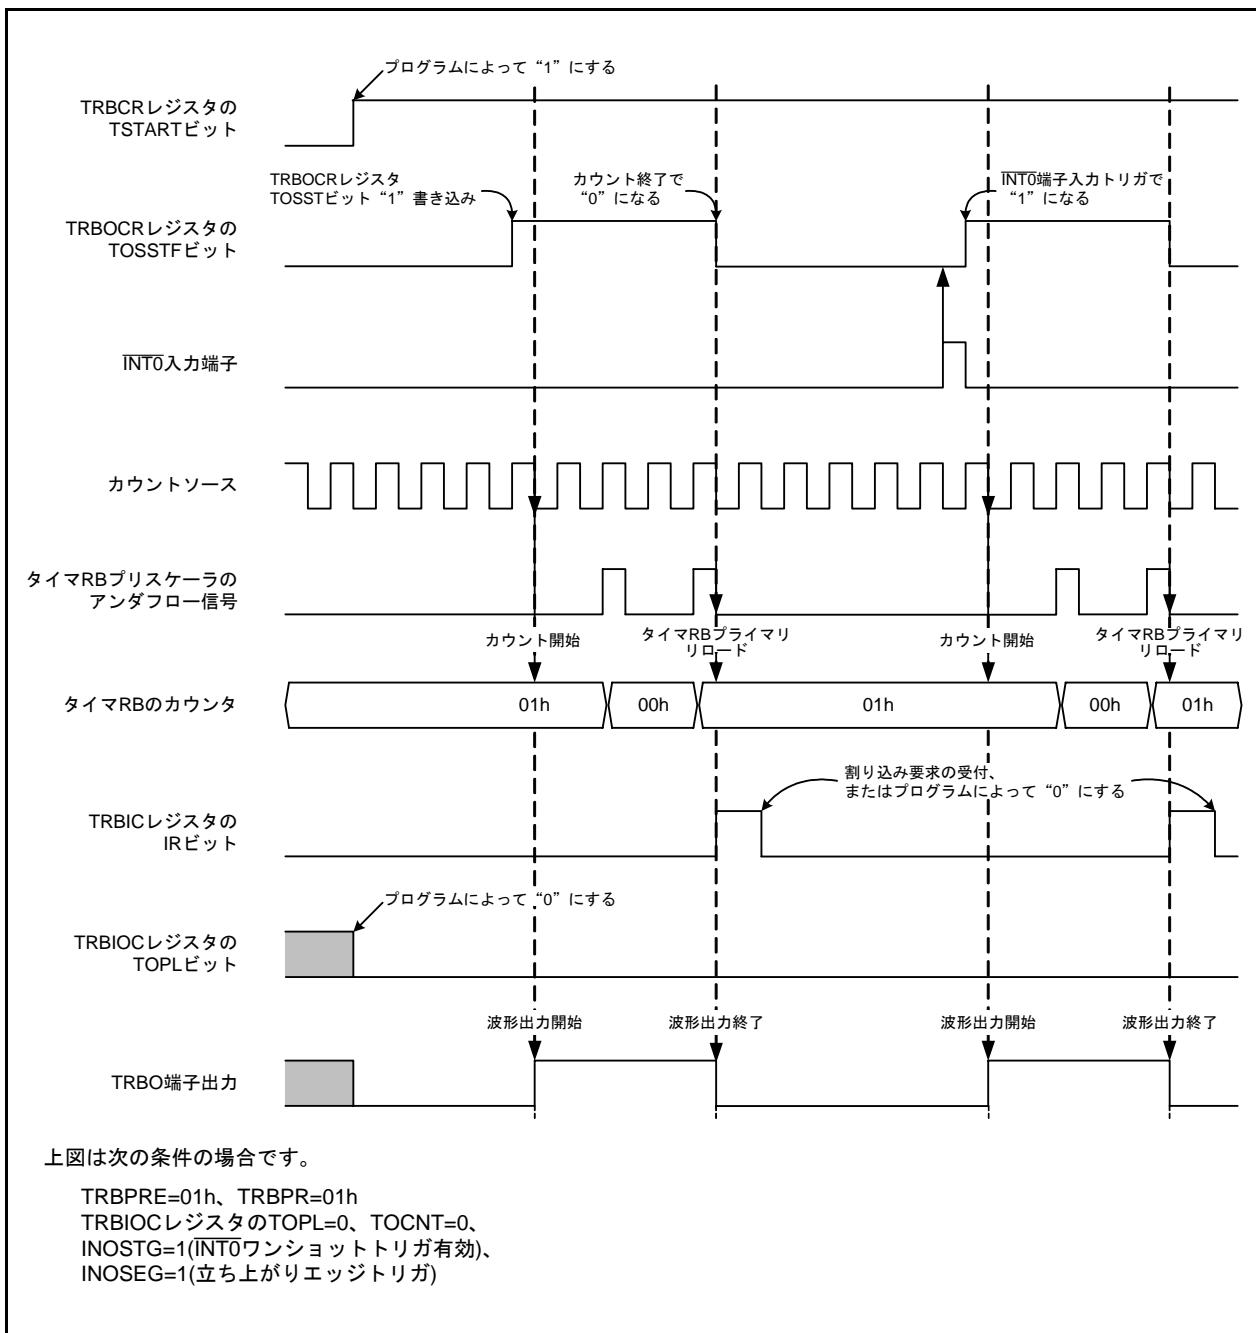 プログラムによって“1”にする
TRBCRレジスタの
TSTARTビット
TRBOCRレジスタ
TOSSTビット“1”書き込み
カウント終了で
“0”になる
INT0端子入力トリガで
“1”になる
TRBOCRレジスタの
TOSSTFビット
INT0入力端子
カウントソース
タイマRBプリスケーラの
アンダフロー信号
カウント開始
タイマRBプライマリ
リロード
カウント開始
タイマRBプライマリ
リロード
タイマRBのカウンタ
01h
00h
01h
00h
01h
割り込み要求の受付、
またはプログラムによって“0”にする
TRBICレジスタの
IRビット
プログラムによって“0”にする
TRBIOCレジスタの
TOPLビット
波形出力開始
波形出力終了
波形出力開始
波形出力終了
TRBO端子出力
上図は次の条件の場合です。
TRBPRE=01h、TRBPR=01h
TRBIOCレジスタのTOPL=0、TOCNT=0、
INOSTG=1(INT0ワンショットトリガ有効)、
INOSEG=1(立ち上がりエッジトリガ)